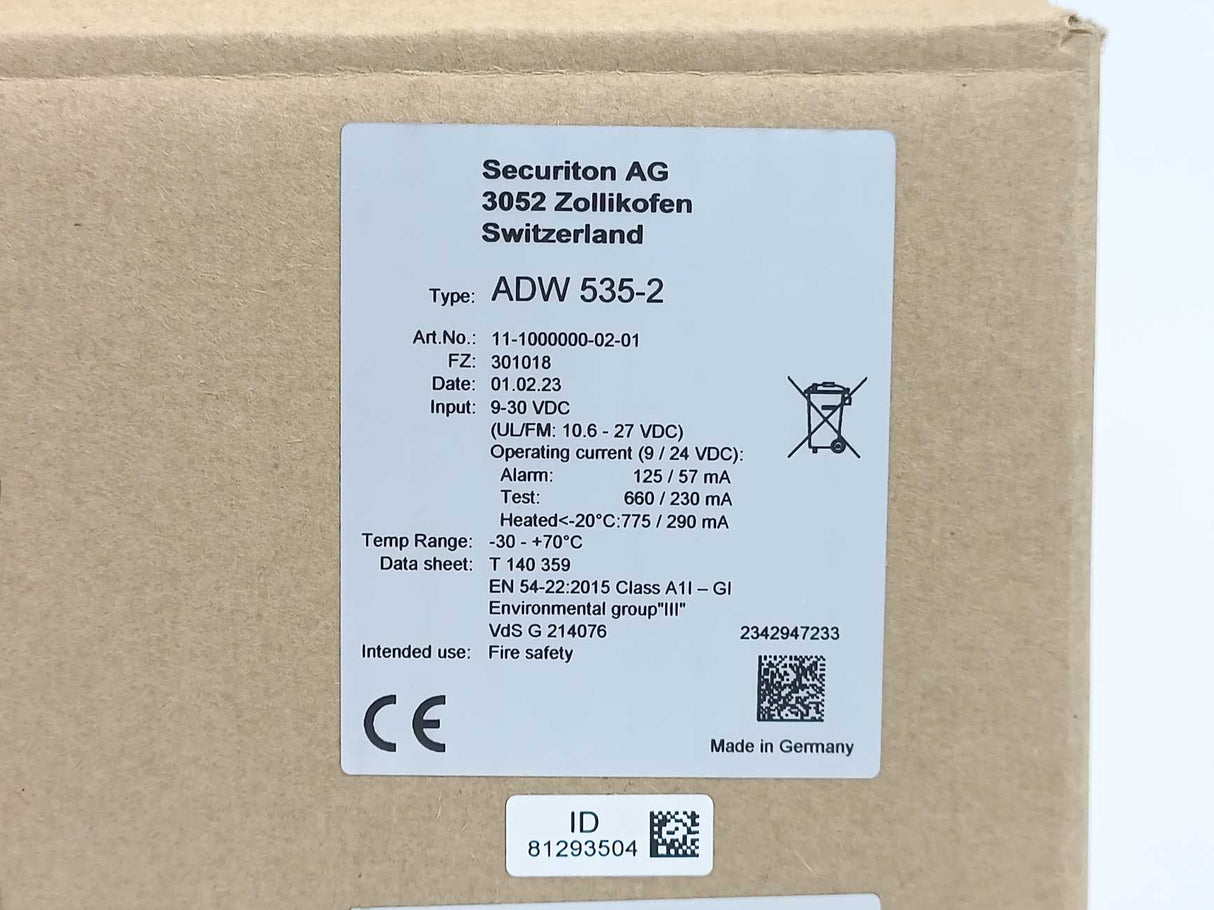 Securiton AG
3052 Zollikofen
Switzerland
Type: ADW 535-2
Art.No.: 11-1000000-02-01
FZ: 301018
Date: 01.02.23
Input: 9-30 VDC
(UL/FM: 10.6 - 27 VDC)
Operating current (9 / 24 VDC):
Alarm: 125 / 57 mA
Test: 660 / 230 mA
Heated<-20°C:775 / 290 mA
Temp Range: -30 - +70°C
Data sheet: T 140 359
EN 54-22:2015 Class A1I – GI
Environmental group"III"
VdS G 214076
2342947233
Intended use: Fire safety
CE
Made in Germany
ID
81293504